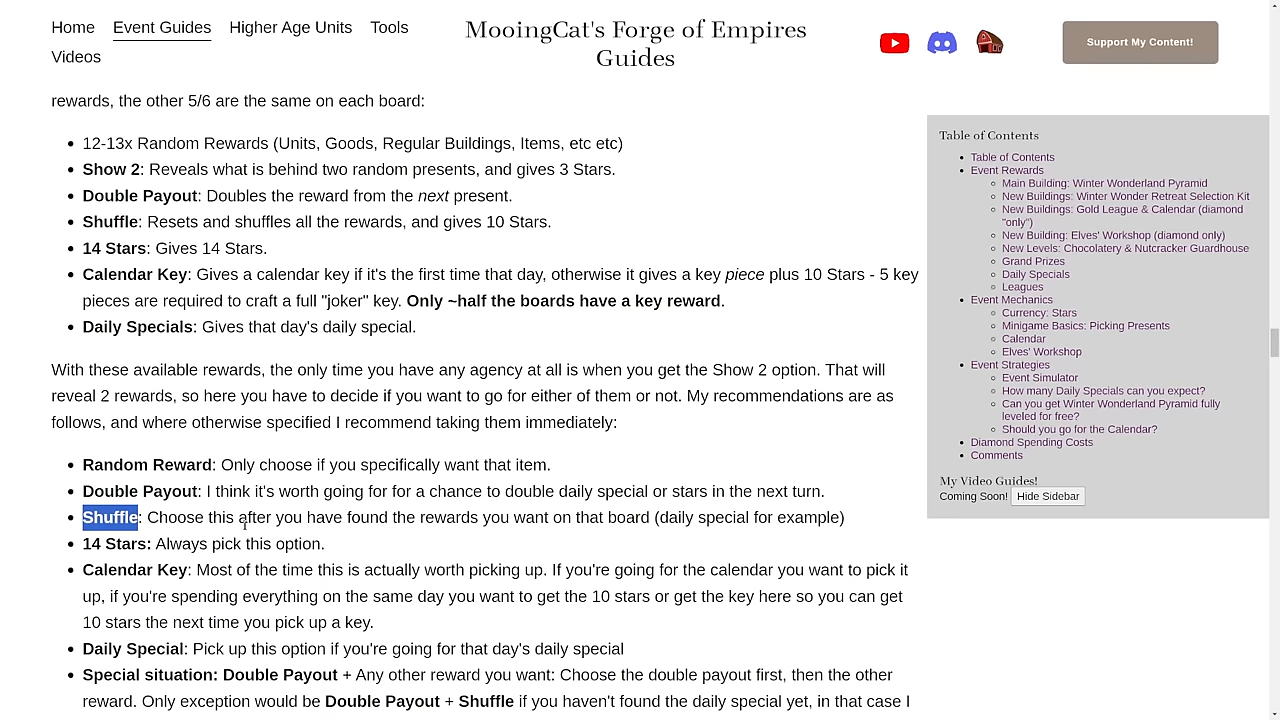 Home Event Guides Higher Age Units Tools
Videos
MooingCat's Forge of Empires
Guides
Support My Content!
rewards, the other 5/6 are the same on each board:
• 12-13x Random Rewards (Units, Goods, Regular Buildings, Items, etc etc)
• Show 2: Reveals what is behind two random presents, and gives 3 Stars.
• Double Payout: Doubles the reward from the next present.
• Shuffle: Resets and shuffles all the rewards, and gives 10 Stars.
• 14 Stars: Gives 14 Stars.
• Calendar Key: Gives a calendar key if it's the first time that day, otherwise it gives a key piece plus 10 Stars - 5 key
pieces are required to craft a full "joker" key. Only ~half the boards have a key reward.
• Daily Specials: Gives that day's daily special.
With these available rewards, the only time you have any agency at all is when you get the Show 2 option. That will
reveal 2 rewards, so here you have to decide if you want to go for either of them or not. My recommendations are as
follows, and where otherwise specified I recommend taking them immediately:
• Random Reward: Only choose if you specifically want that item.
• Double Payout: I think it's worth going for for a chance to double daily special or stars in the next turn.
• Shuffle: Choose this after you have found the rewards you want on that board (daily special for example)
• 14 Stars: Always pick this option.
• Calendar Key: Most of the time this is actually worth picking up. If you're going for the calendar you want to pick it
up, if you're spending everything on the same day you want to get the 10 stars or get the key here so you can get
10 stars the next time you pick up a key.
• Daily Special: Pick up this option if you're going for that day's daily special
• Special situation: Double Payout + Any other reward you want: Choose the double payout first, then the other
reward. Only exception would be Double Payout + Shuffle if you haven't found the daily special yet, in that case I
Table of Contents
• Table of Contents
• Event Rewards
◦ Main Building: Winter Wonderland Pyramid
◦ New Buildings: Winter Wonder Retreat Selection Kit
◦ New Buildings: Gold League & Calendar (diamond
"only")
◦ New Building: Elves' Workshop (diamond only)
◦ New Levels: Chocolatery & Nutcracker Guardhouse
◦ Grand Prizes
◦ Daily Specials
◦ Leagues
• Event Mechanics
◦ Currency: Stars
◦ Minigame Basics: Picking Presents
◦ Calendar
◦ Elves' Workshop
• Event Strategies
◦ Event Simulator
◦ How many Daily Specials can you expect?
◦ Can you get Winter Wonderland Pyramid fully
leveled for free?
◦ Should you go for the Calendar?
• Diamond Spending Costs
• Comments
My Video Guides!
Coming Soon! Hide Sidebar